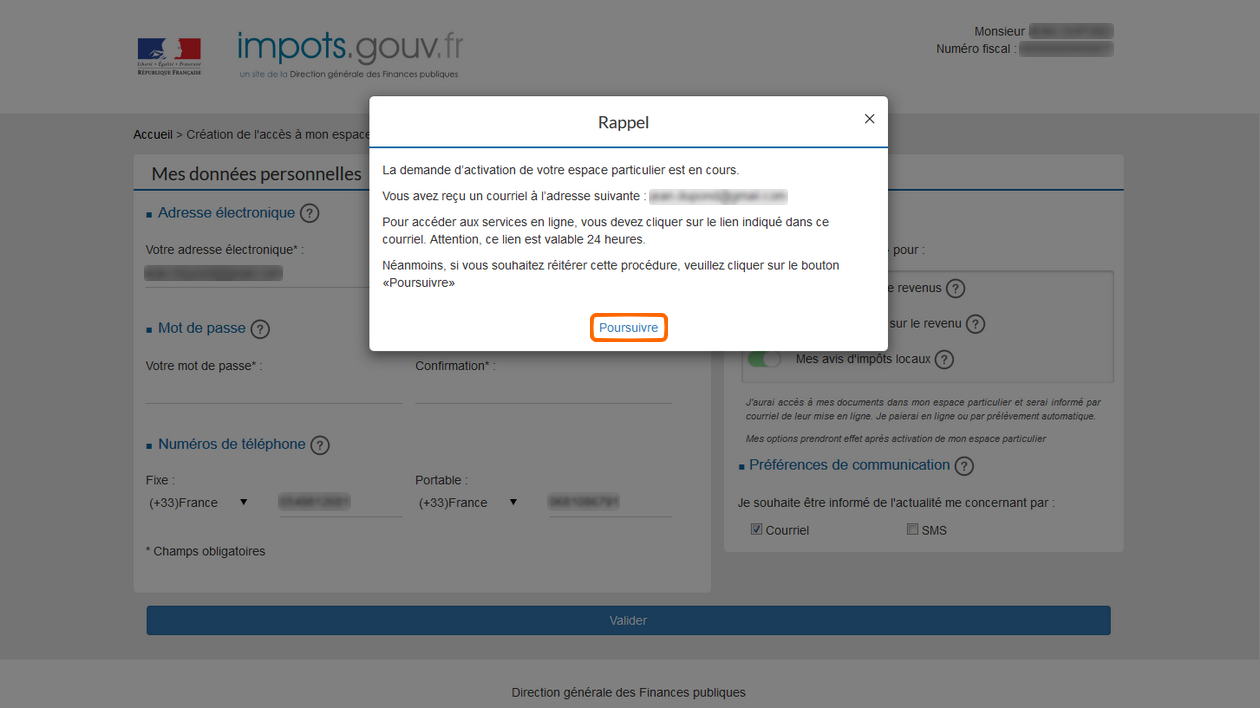 Liberté • Égalité • Fraternité
RÉPUBLIQUE FRANÇAISE
impots.gouv.fr
un site de la Direction générale des Finances publiques
Monsieur
Numéro fiscal :
Accueil > Création de l'accès à mon espace
Rappel
×
La demande d'activation de votre espace particulier est en cours.
Vous avez reçu un courriel à l'adresse suivante :
Pour accéder aux services en ligne, vous devez cliquer sur le lien indiqué dans ce
courriel. Attention, ce lien est valable 24 heures.
Néanmoins, si vous souhaitez réitérer cette procédure, veuillez cliquer sur le bouton
«Poursuivre»
Poursuivre
Mes données personnelles
Adresse électronique ?
Votre adresse électronique* :
Mot de passe ?
Votre mot de passe* :
Confirmation* :
Numéros de téléphone ?
Fixe :
Portable :
(+33)France ▼
(+33)France ▼
* Champs obligatoires
pour :
e revenus ?
sur le revenu ?
Mes avis d'impôts locaux ?
J'aurai accès à mes documents dans mon espace particulier et serai informé par
courriel de leur mise en ligne. Je paierai en ligne ou par prélèvement automatique.
Mes options prendront effet après activation de mon espace particulier
Préférences de communication ?
Je souhaite être informé de l'actualité me concernant par :
Courriel
SMS
Valider
Direction générale des Finances publiques